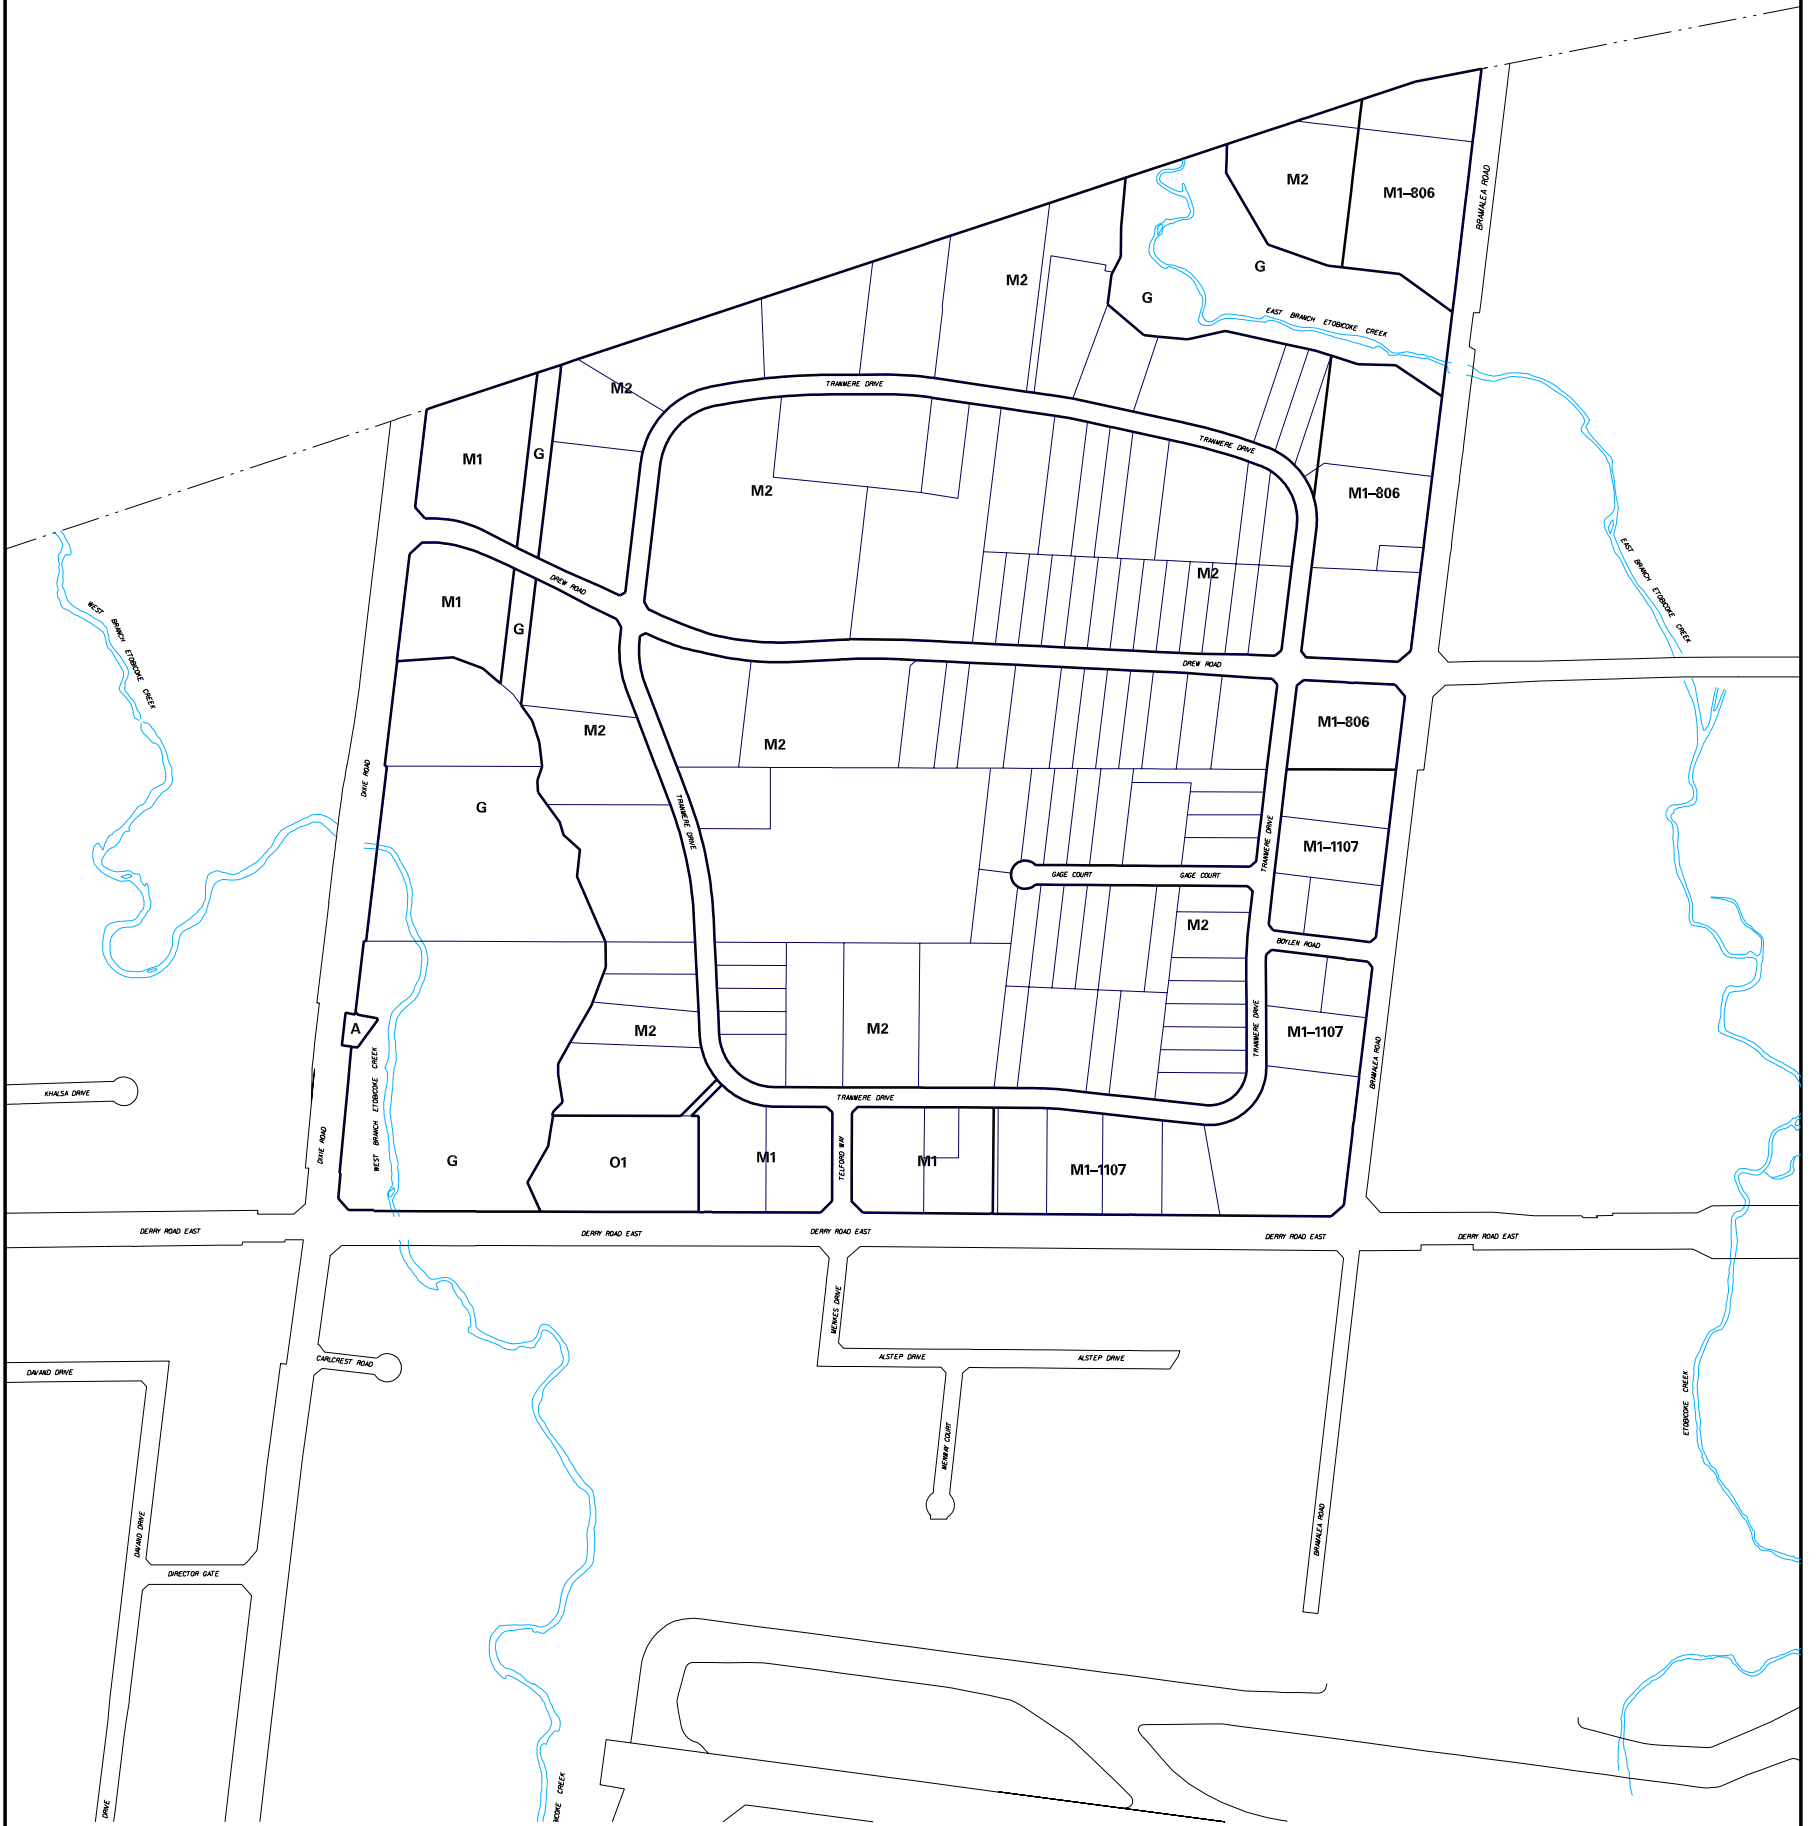 BRAMALEA ROAD
M2
M1–806
G
M2
G
EAST BRANCH ETOBICOKE CREEK
M2
TRANMERE DRIVE
TRANMERE DRIVE
M1
G
M2
M1–806
EAST BRANCH ETOBICOKE CREEK
M2
DREW ROAD
M1
WEST BRANCH ETOBICOKE CREEK
G
DREW ROAD
M1–806
M2
M2
DIXIE ROAD
G
TRANMERE DRIVE
TRANMERE DRIVE
M1–1107
GAGE COURT
GAGE COURT
M2
BOYLEN ROAD
A
M2
M2
TRANMERE DRIVE
M1–1107
BRAMALEA ROAD
KHALSA DRIVE
WEST BRANCH ETOBICOKE CREEK
TRANMERE DRIVE
DIXIE ROAD
G
O1
M1
TELFORD WAY
M1
M1–1107
DERRY ROAD EAST
DERRY ROAD EAST
DERRY ROAD EAST
DERRY ROAD EAST
DERRY ROAD EAST
MENKES DRIVE
CARLCREST ROAD
ALSTEP DRIVE
ALSTEP DRIVE
DAVAND DRIVE
ETOBICOKE CREEK
MENWAY COURT
DAVAND DRIVE
BRAMALEA ROAD
DIRECTOR GATE
DRIVE
BICOKE CREEK